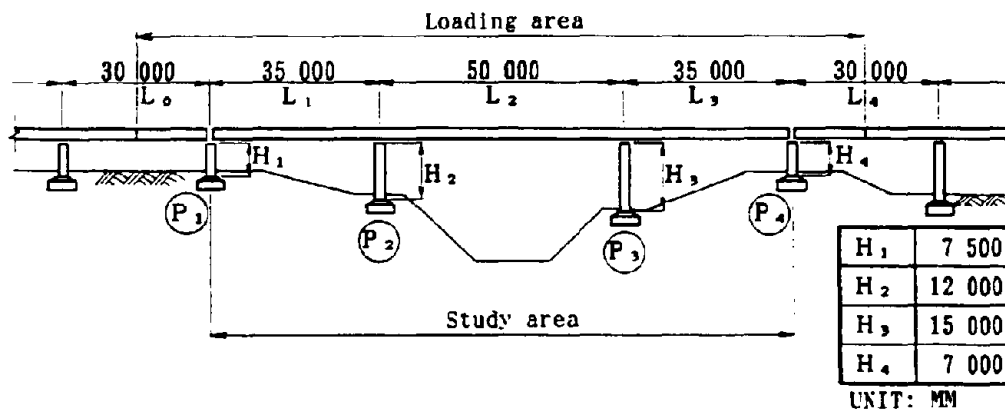 Loading area
30 000 35 000 50 000 35 000 30 000
L₀ L₁ L₂ L₃ L₄
H₁ H₂ H₃ H₄
P₁ P₂ P₃ P₄
Study area
H₁ 7 500
H₂ 12 000
H₃ 15 000
H₄ 7 000
UNIT: MM